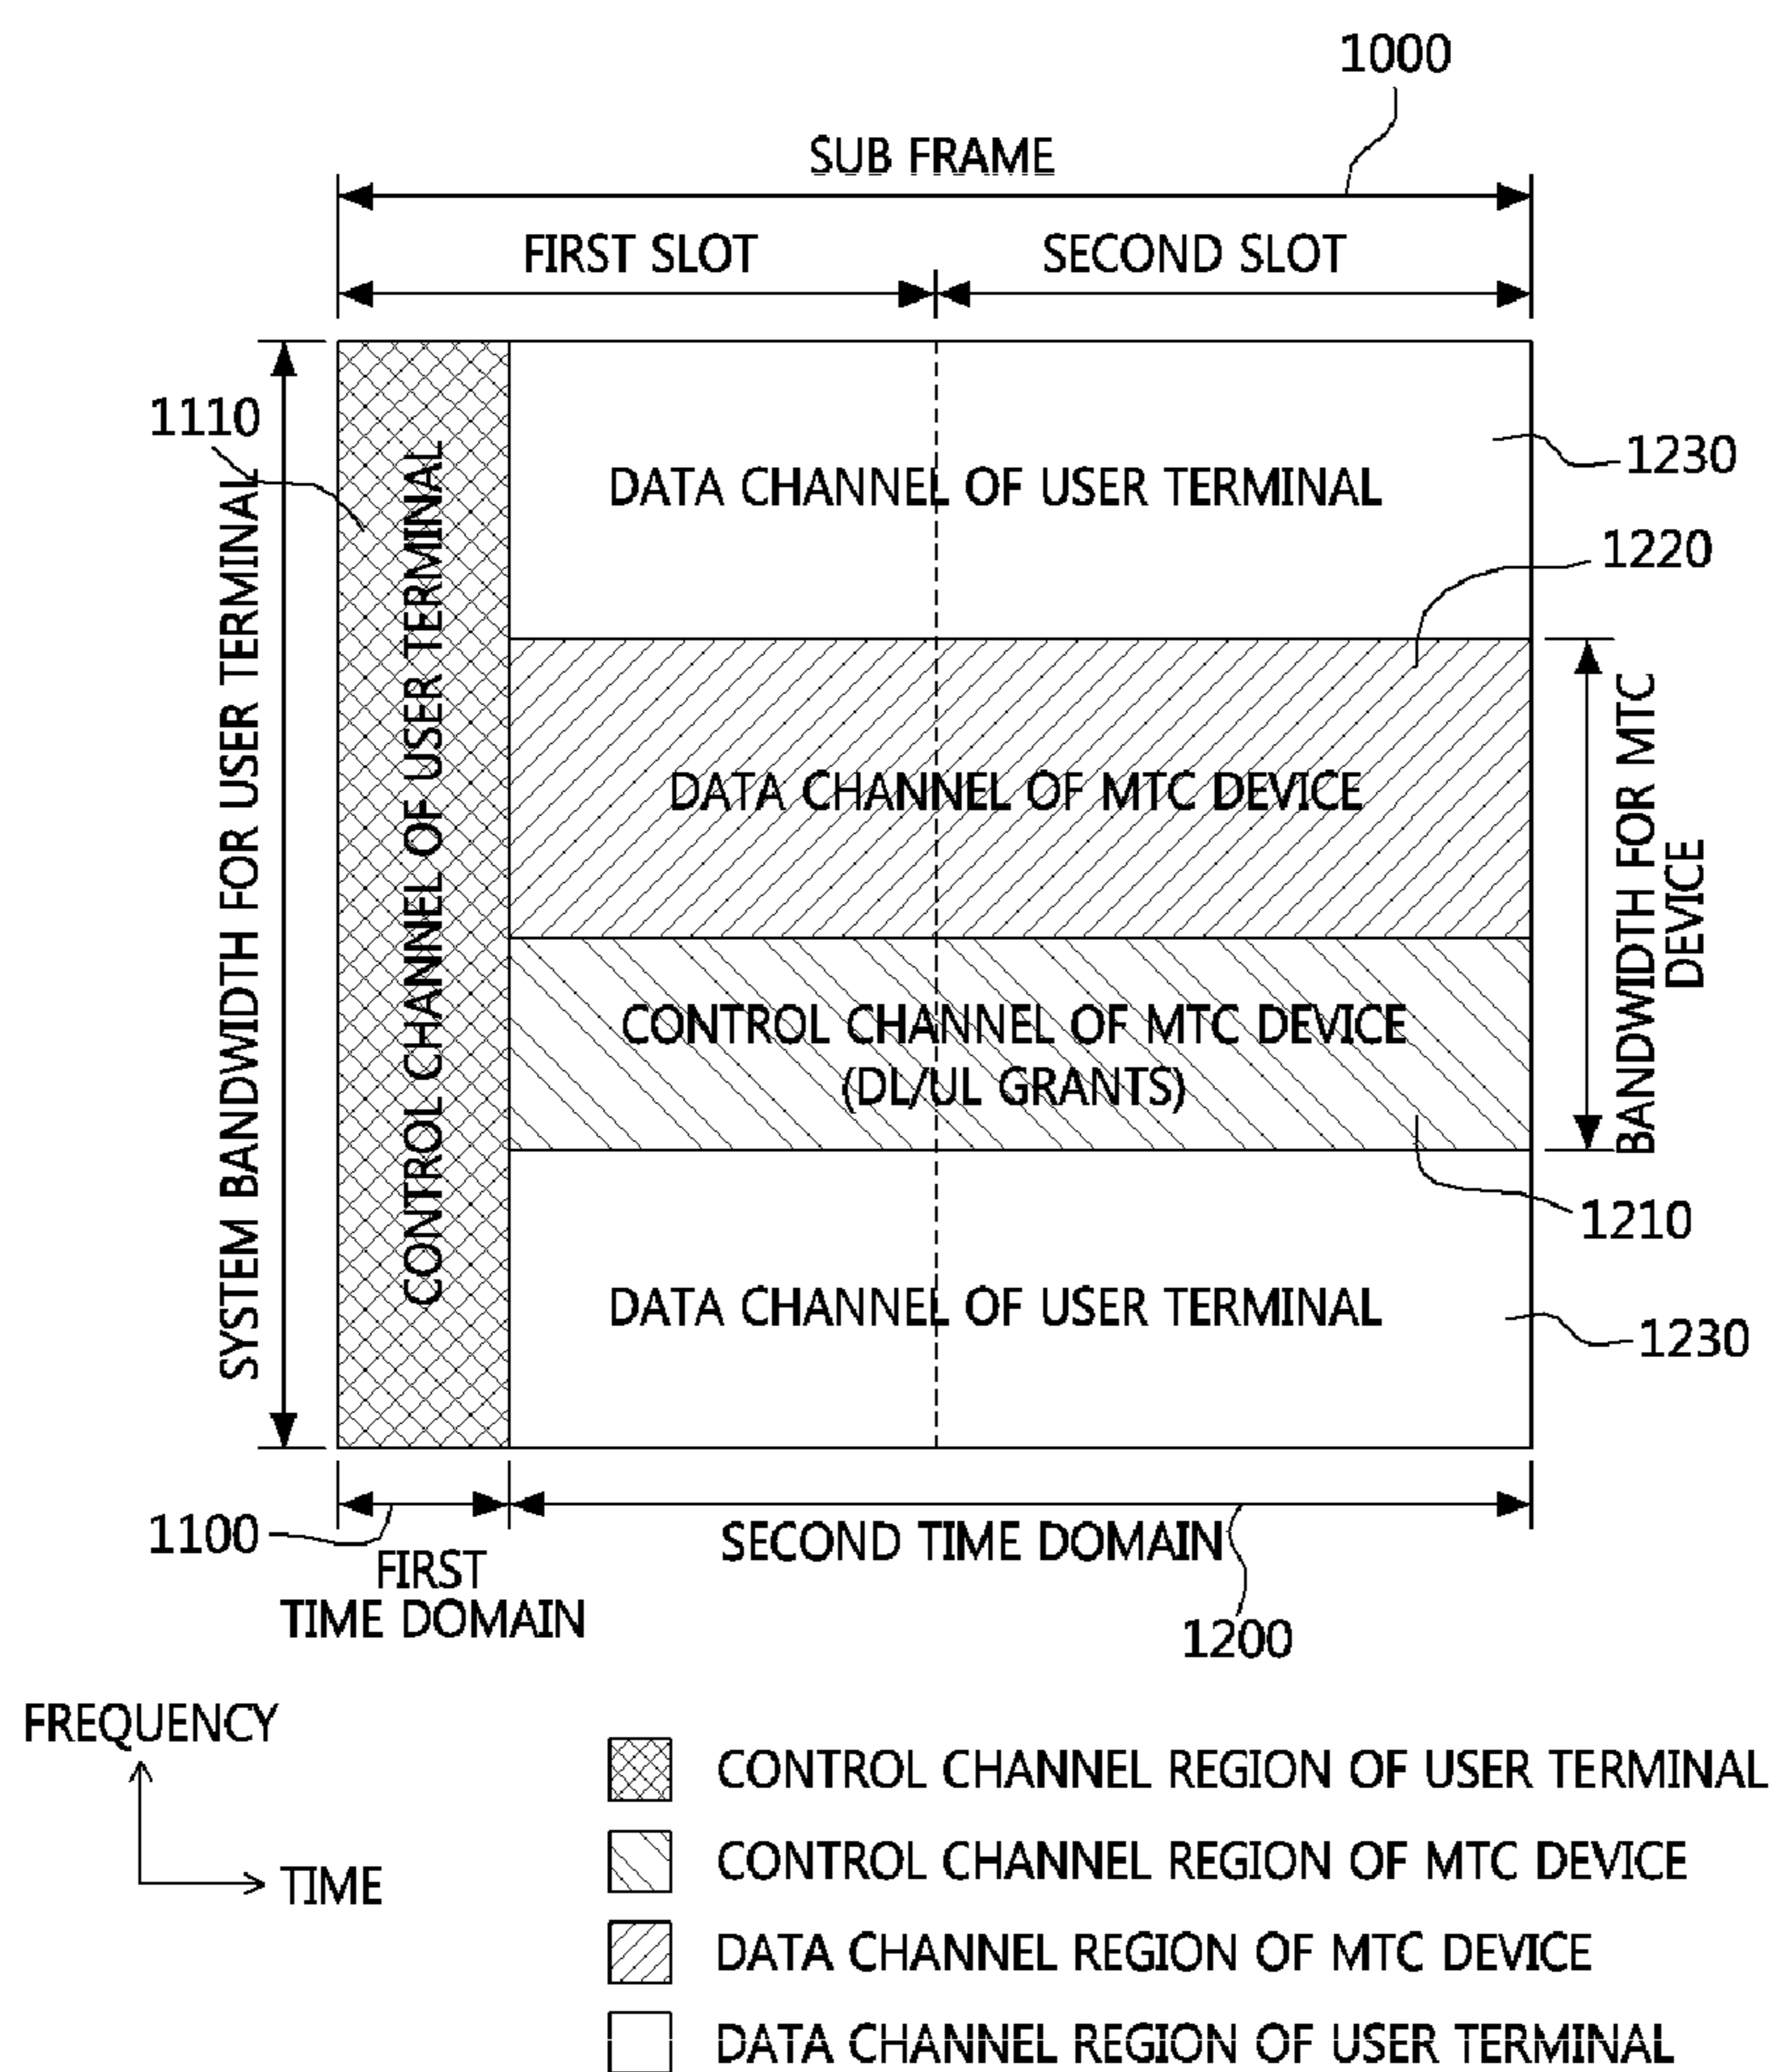 1000
SUB FRAME
FIRST SLOT
SECOND SLOT
1110
SYSTEM BANDWIDTH FOR USER TERMINAL
CONTROL CHANNEL OF USER TERMINAL
DATA CHANNEL OF USER TERMINAL
1230
1220
DATA CHANNEL OF MTC DEVICE
BANDWIDTH FOR MTC
DEVICE
CONTROL CHANNEL OF MTC DEVICE
(DL/UL GRANTS)
1210
DATA CHANNEL OF USER TERMINAL
1230
1100
FIRST
TIME DOMAIN
SECOND TIME DOMAIN
1200
FREQUENCY
TIME
CONTROL CHANNEL REGION OF USER TERMINAL
CONTROL CHANNEL REGION OF MTC DEVICE
DATA CHANNEL REGION OF MTC DEVICE
DATA CHANNEL REGION OF USER TERMINAL